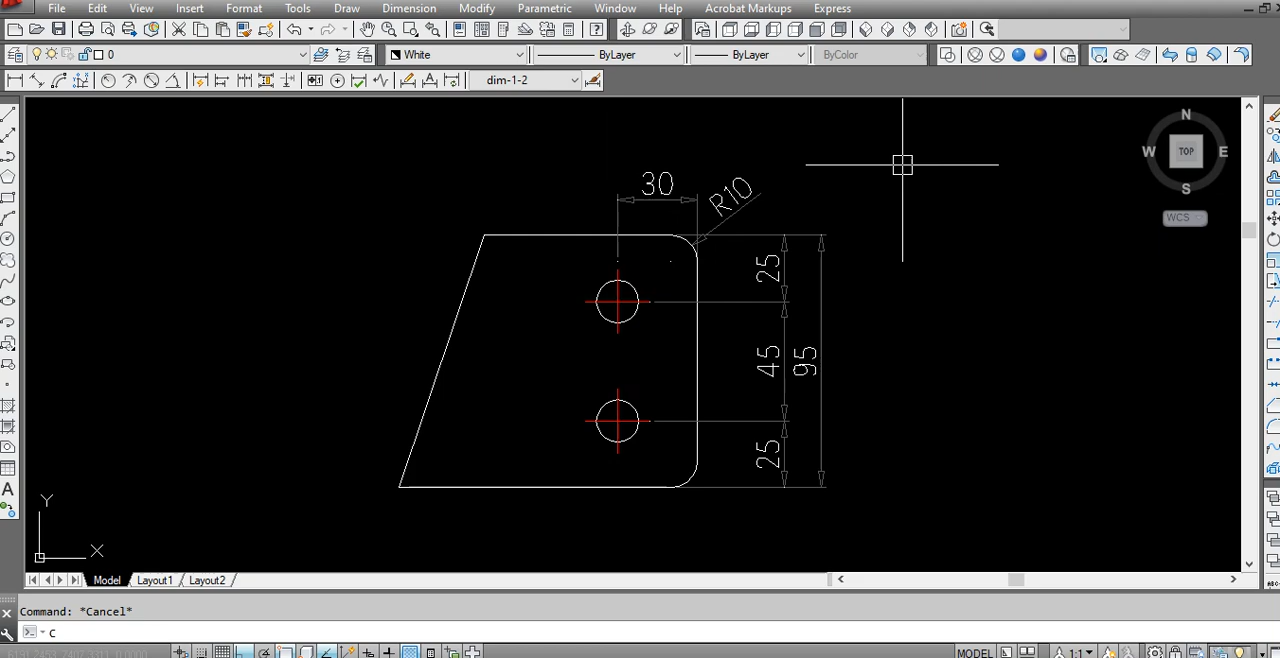 File Edit View Insert Format Tools Draw Dimension Modify Parametric Window Help Acrobat Markups Express
0 White ByLayer ByLayer ByColor
dim-1-2
N
W TOP E
S
WCS
30
R10
25
45
95
25
Y
X
A
Model Layout1 Layout2
Command: *Cancel*
C
MODEL 1:1